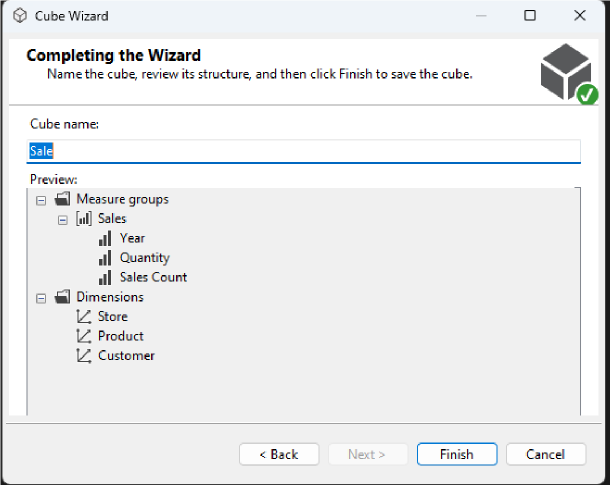 Cube Wizard
Completing the Wizard
Name the cube, review its structure, and then click Finish to save the cube.
Cube name:
Sale
Preview:
Measure groups
Sales
Year
Quantity
Sales Count
Dimensions
Store
Product
Customer
< Back Next > Finish Cancel